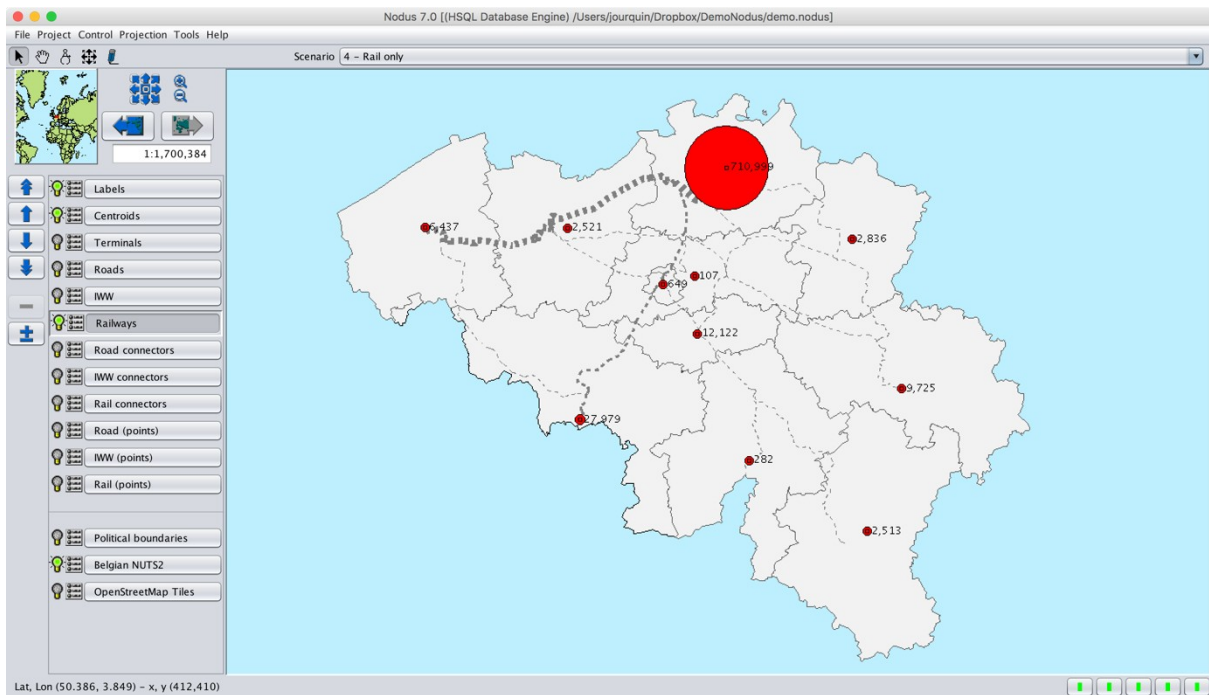 Nodus 7.0 [(HSQL Database Engine) /Users/jourquin/Dropbox/DemoNodus/demo.nodus]
File Project Control Projection Tools Help
Scenario 4 - Rail only
1:1,700,384
Labels
Centroids
Terminals
Roads
IWW
Railways
Road connectors
IWW connectors
Rail connectors
Road (points)
IWW (points)
Rail (points)
Political boundaries
Belgian NUTS2
OpenStreetMap Tiles
710,999
6,437
2,521
2,836
107
649
12,122
9,725
27,979
282
2,513
Lat, Lon (50.386, 3.849) - x, y (412,410)